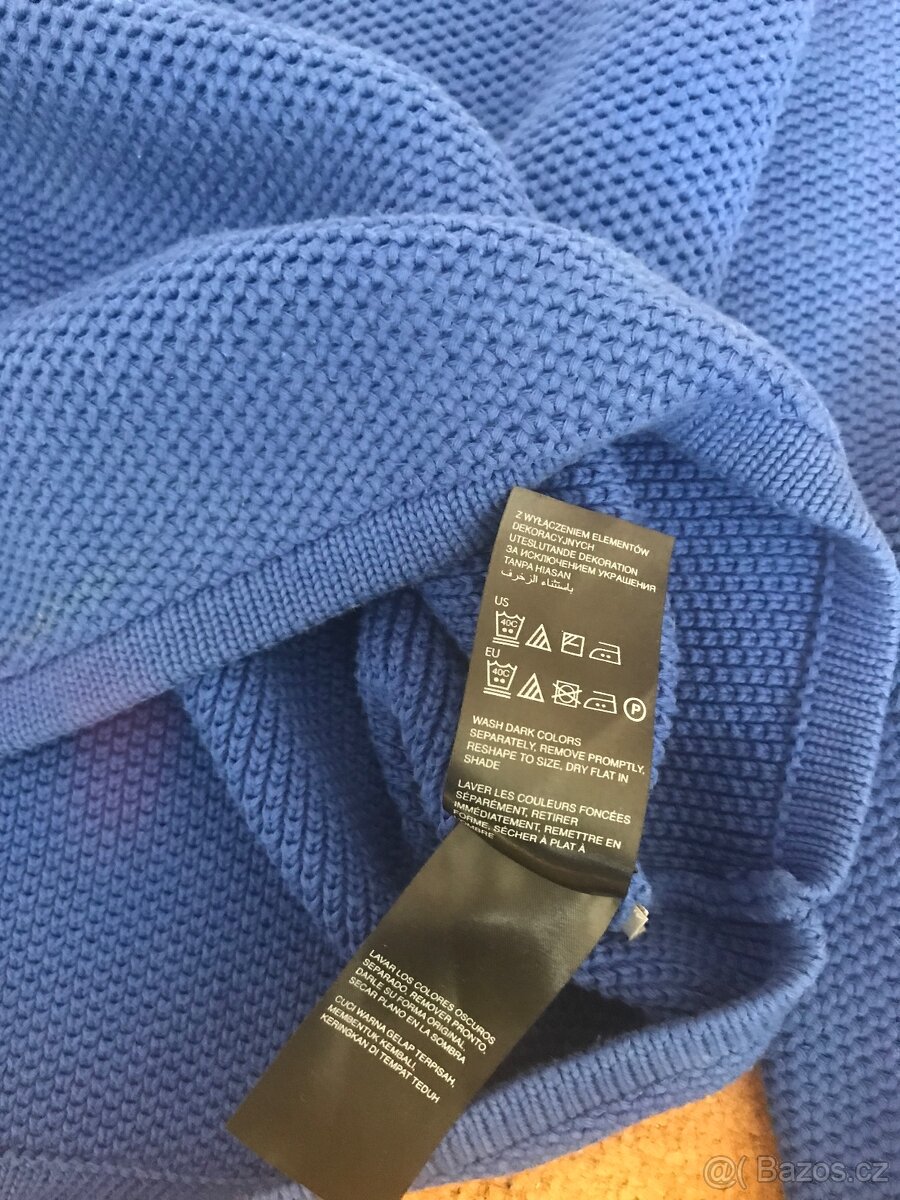 Z WYŁĄCZENIEM ELEMENTÓW
DEKORACYJNYCH
UTESLUTANDE DEKORATION
ЗА ИСКЛЮЧЕНИЕМ УКРАШЕНИЯ
TANPA HIASAN
باستثناء الزخرف
US
40C
EU
40C
P
WASH DARK COLORS
SEPARATELY, REMOVE PROMPTLY,
RESHAPE TO SIZE, DRY FLAT IN
SHADE
LAVER LES COULEURS FONCÉES
SÉPARÉMENT, RETIRER
IMMÉDIATEMENT, REMETTRE EN
FORME, SÉCHER À PLAT À
LAVAR LOS COLORES OSCUROS
SEPARADO. REMOVER PRONTO.
DARLE SU FORMA ORIGINAL.
SECAR PLANO EN LA SOMBRA
CUCI WARNA GELAP TERPISAH,
MEMBENTUK KEMBALI,
KERINGKAN DI TEMPAT TEDUH
@( Bazos.cz